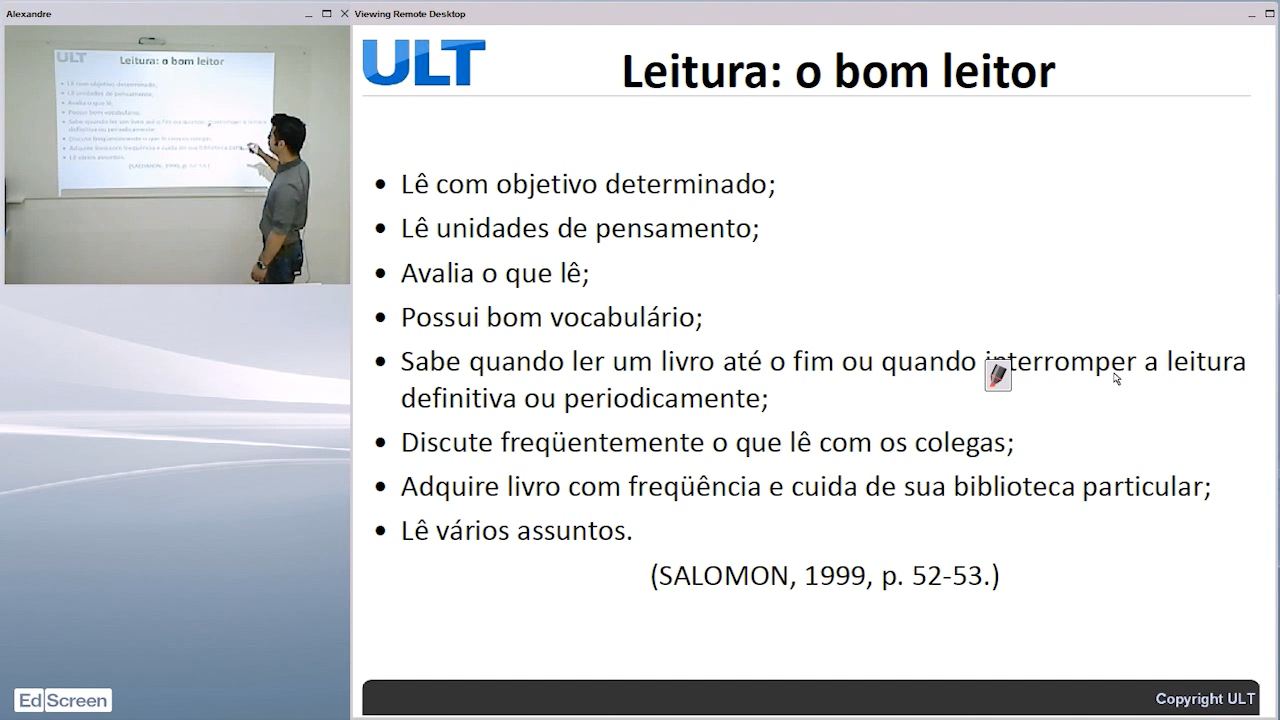 Alexandre
Viewing Remote Desktop
ULT
Leitura: o bom leitor
ULT
Leitura: o bom leitor
• Lê com objetivo determinado;
• Lê unidades de pensamento;
• Avalia o que lê;
• Possui bom vocabulário;
• Sabe quando ler um livro até o fim ou quando interromper a leitura
definitiva ou periodicamente;
• Discute freqüentemente o que lê com os colegas;
• Adquire livro com freqüência e cuida de sua biblioteca particular;
• Lê vários assuntos.
(SALOMON, 1999, p. 52-53.)
Ed Screen
Copyright ULT